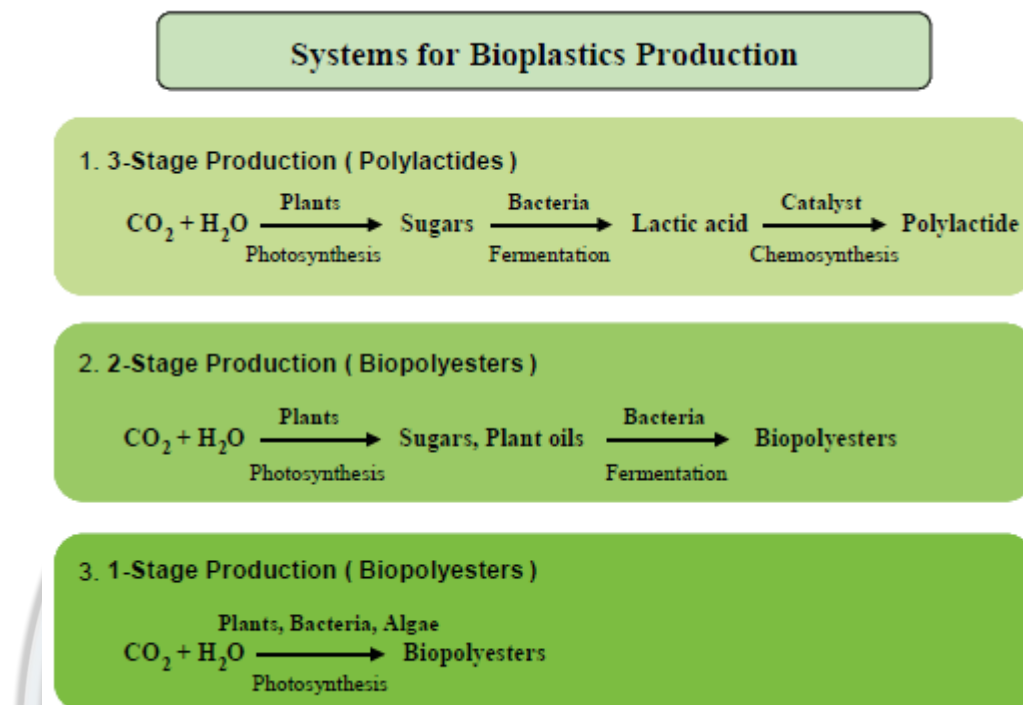 Systems for Bioplastics Production
1. 3-Stage Production ( Polylactides )
Plants Bacteria Catalyst
CO₂ + H₂O Sugars Lactic acid Polylactide
Photosynthesis Fermentation Chemosynthesis
2. 2-Stage Production ( Biopolyesters )
Plants Bacteria
CO₂ + H₂O Sugars, Plant oils Biopolyesters
Photosynthesis Fermentation
3. 1-Stage Production ( Biopolyesters )
Plants, Bacteria, Algae
CO₂ + H₂O Biopolyesters
Photosynthesis